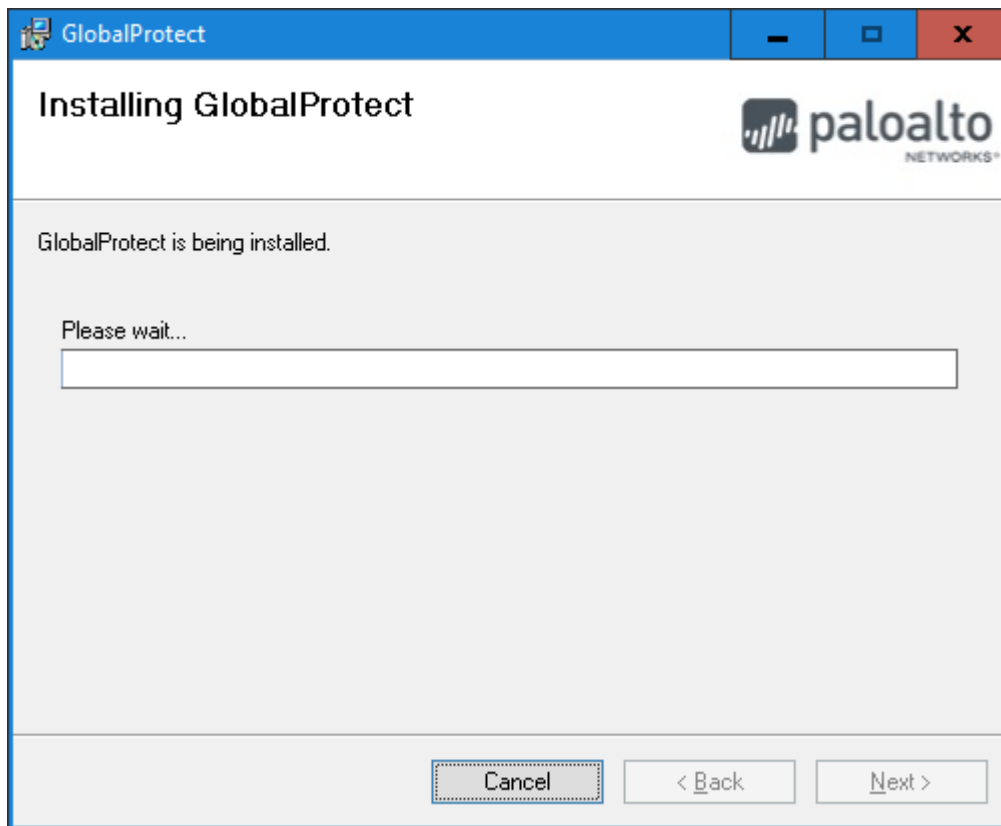 GlobalProtect
Installing GlobalProtect
paloalto
NETWORKS®
GlobalProtect is being installed.
Please wait...
Cancel
< Back
Next >